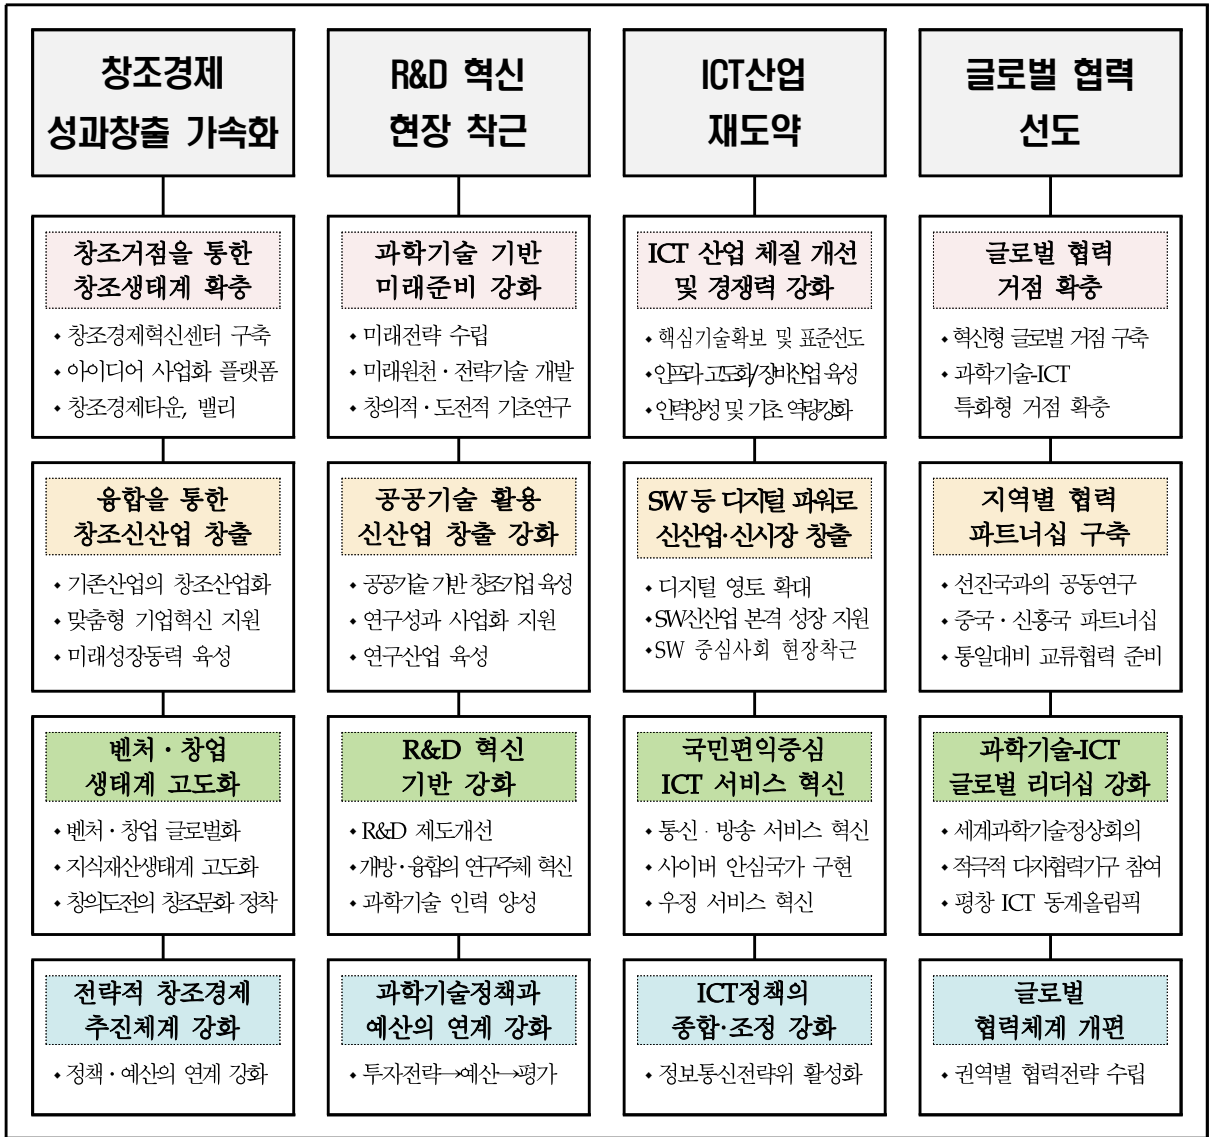 창조경제
성과창출 가속화
창조거점을 통한
창조생태계 확충
• 창조경제혁신센터 구축
• 아이디어 사업화 플랫폼
• 창조경제타운, 밸리
융합을 통한
창조신산업 창출
• 기존산업의 창조산업화
• 맞춤형 기업혁신 지원
• 미래성장동력 육성
벤처·창업
생태계 고도화
• 벤처·창업 글로벌화
• 지식재산생태계 고도화
• 창의도전의 창조문화 정착
전략적 창조경제
추진체계 강화
• 정책·예산의 연계 강화
R&D 혁신
현장 착근
과학기술 기반
미래준비 강화
• 미래전략 수립
• 미래원천·전략기술 개발
• 창의적·도전적 기초연구
공공기술 활용
신산업 창출 강화
• 공공기술 기반 창조기업 육성
• 연구성과 사업화 지원
• 연구산업 육성
R&D 혁신
기반 강화
• R&D 제도개선
• 개방·융합의 연구주체 혁신
• 과학기술 인력 양성
과학기술정책과
예산의 연계 강화
• 투자전략→예산→평가
ICT산업
재도약
ICT 산업 체질 개선
및 경쟁력 강화
• 핵심기술확보 및 표준선도
• 인프라 고도화/장비산업 육성
• 인력양성 및 기초 역량강화
SW 등 디지털 파워로
신산업·신시장 창출
• 디지털 영토 확대
• SW신산업 본격 성장 지원
• SW 중심사회 현장착근
국민편익중심
ICT 서비스 혁신
• 통신·방송 서비스 혁신
• 사이버 안심국가 구현
• 우정 서비스 혁신
ICT정책의
종합·조정 강화
• 정보통신전략위 활성화
글로벌 협력
선도
글로벌 협력
거점 확충
• 혁신형 글로벌 거점 구축
• 과학기술-ICT
특화형 거점 확충
지역별 협력
파트너십 구축
• 선진국과의 공동연구
• 중국·신흥국 파트너십
• 통일대비 교류협력 준비
과학기술-ICT
글로벌 리더십 강화
• 세계과학기술정상회의
• 적극적 다자협력기구 참여
• 평창 ICT 동계올림픽
글로벌
협력체계 개편
• 권역별 협력전략 수립